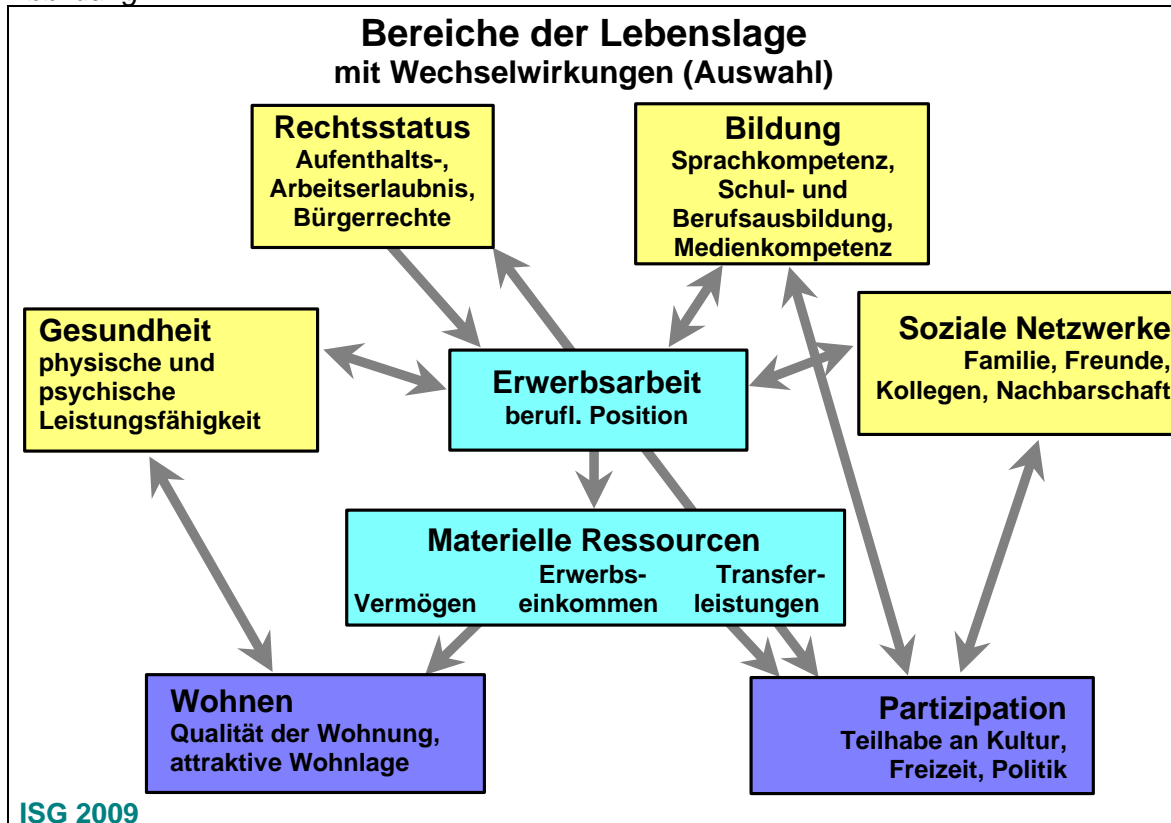 Bereiche der Lebenslage
mit Wechselwirkungen (Auswahl)
Rechtsstatus
Aufenthalts-,
Arbeitserlaubnis,
Bürgerrechte
Bildung
Sprachkompetenz,
Schul- und
Berufsausbildung,
Medienkompetenz
Gesundheit
physische und
psychische
Leistungsfähigkeit
Erwerbsarbeit
berufl. Position
Soziale Netzwerke
Familie, Freunde,
Kollegen, Nachbarschaft
Materielle Ressourcen
Erwerbs- Transfer-
Vermögen einkommen leistungen
Wohnen
Qualität der Wohnung,
attraktive Wohnlage
Partizipation
Teilhabe an Kultur,
Freizeit, Politik
ISG 2009